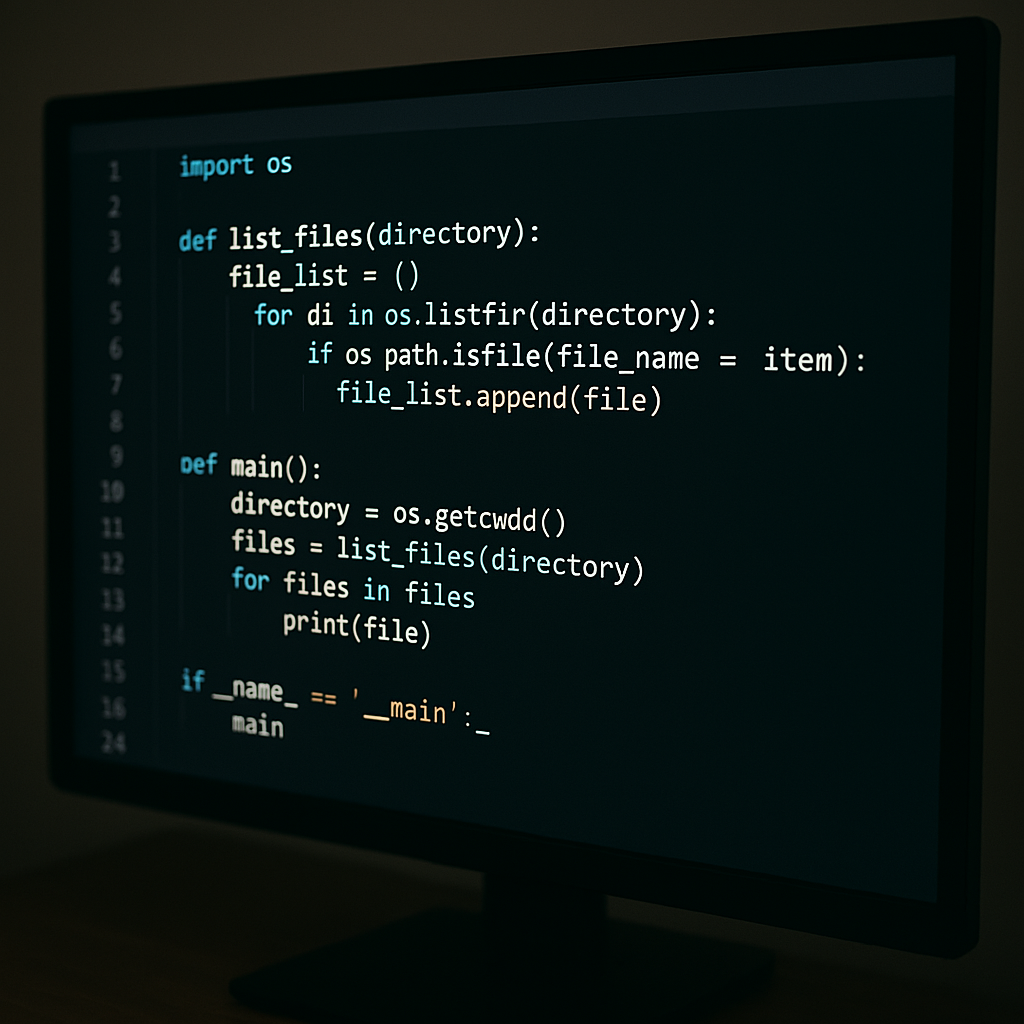 1 import os
2
3 def list_files(directory):
4 file_list = ()
5 for di in os.listfir(directory):
6 if os path.isfile(file_name = item):
7 file_list.append(file)
8
9 Def main():
10 directory = os.getcwdd()
11 files = list_files(directory)
12 for files in files
13 print(file)
14
15 if __name_ == '__main':_
16 main
24